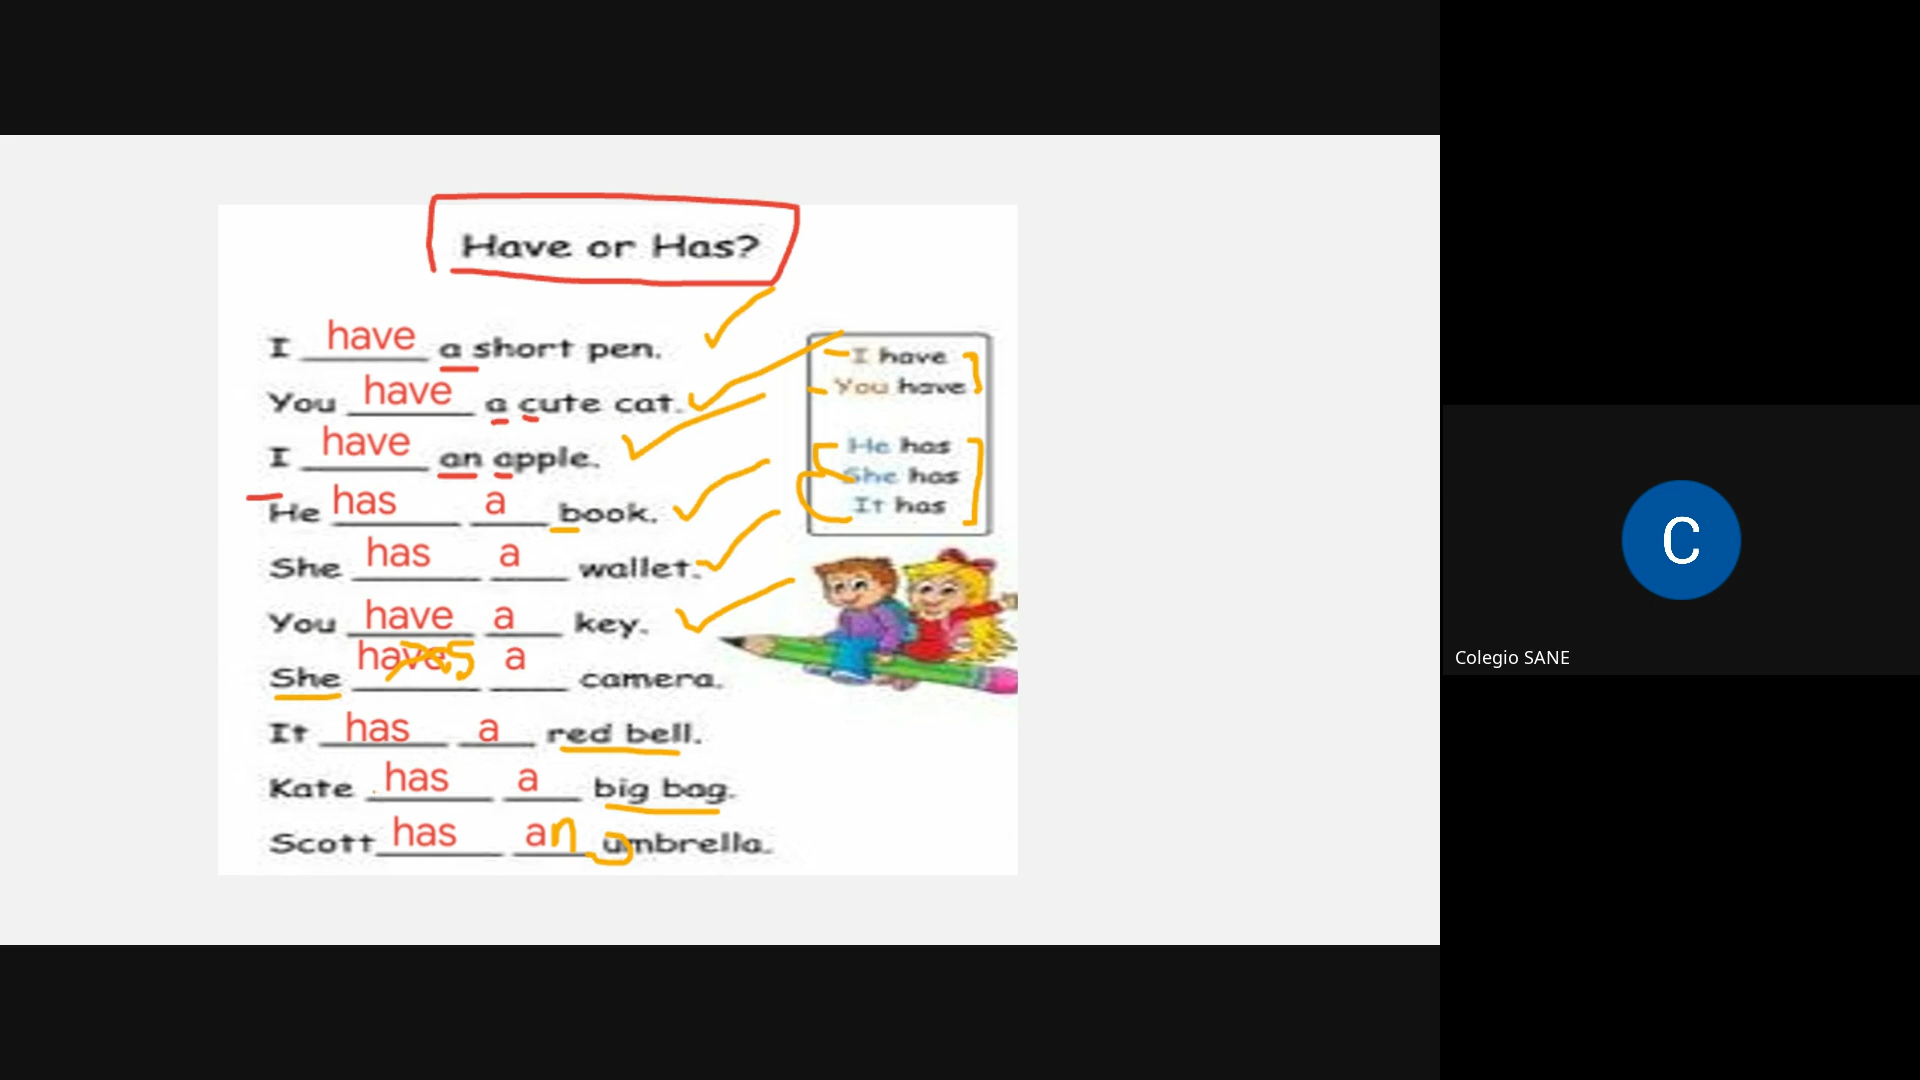 Have or Has?
I have a short pen.
You have a cute cat.
I have an apple.
He has a book.
She has a wallet.
You have a key.
She have as a camera.
It has a red bell.
Kate has a big bag.
Scott has an umbrella.
I have
You have
He has
She has
It has
C
Colegio SANE